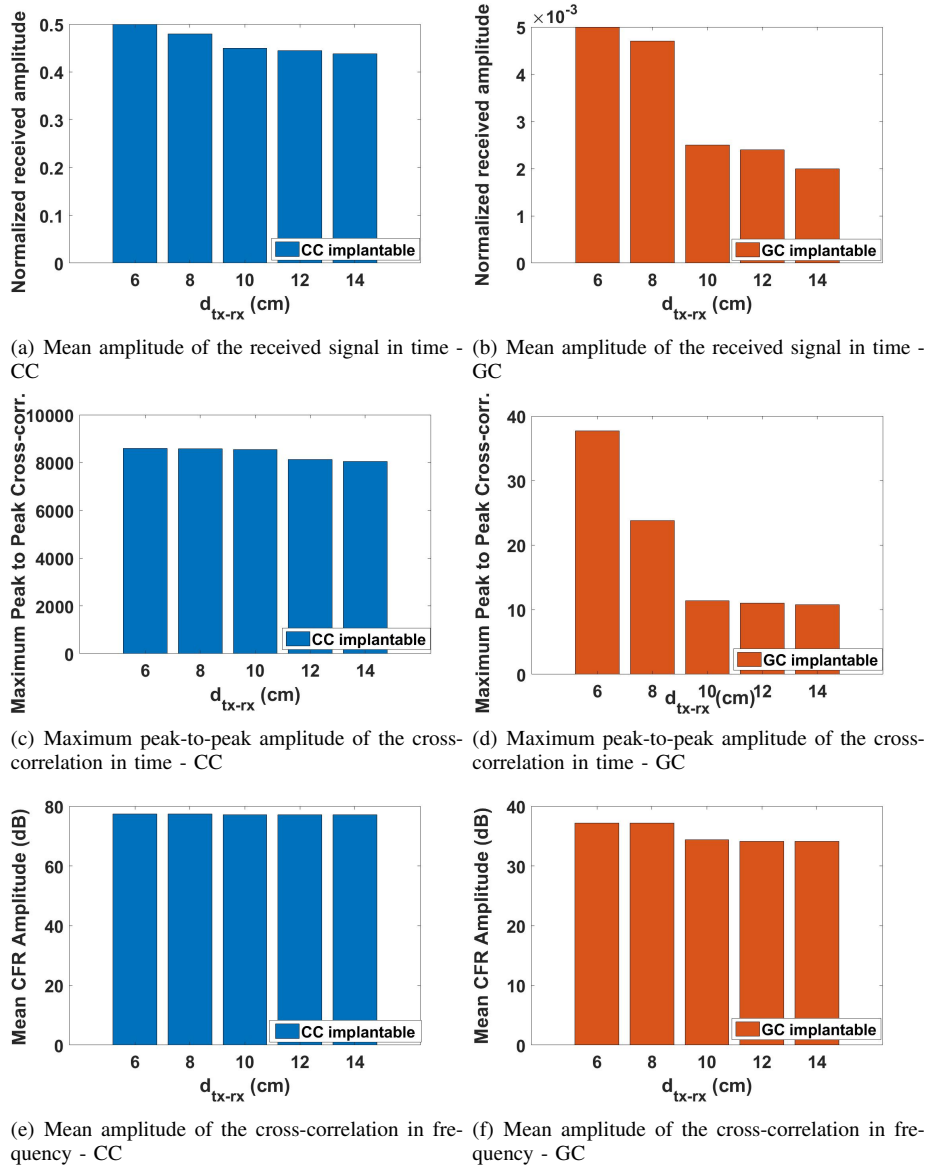 Normalized received amplitude
0.5
0.4
0.3
0.2
0.1
0
CC implantable
6 8 10 12 14
d_tx-rx (cm)
(a) Mean amplitude of the received signal in time -
CC
Normalized received amplitude
×10^-3
5
4
3
2
1
0
GC implantable
6 8 10 12 14
d_tx-rx (cm)
(b) Mean amplitude of the received signal in time -
GC
Maximum Peak to Peak Cross-corr.
10000
8000
6000
4000
2000
0
CC implantable
6 8 10 12 14
d_tx-rx (cm)
(c) Maximum peak-to-peak amplitude of the cross-
correlation in time - CC
Maximum Peak to Peak Cross-corr.
40
30
20
10
0
GC implantable
6 8 10 12 14
d_tx-rx (cm)
(d) Maximum peak-to-peak amplitude of the cross-
correlation in time - GC
Mean CFR Amplitude (dB)
80
60
40
20
0
CC implantable
6 8 10 12 14
d_tx-rx (cm)
(e) Mean amplitude of the cross-correlation in fre-
quency - CC
Mean CFR Amplitude (dB)
40
30
20
10
0
GC implantable
6 8 10 12 14
d_tx-rx (cm)
(f) Mean amplitude of the cross-correlation in fre-
quency - GC